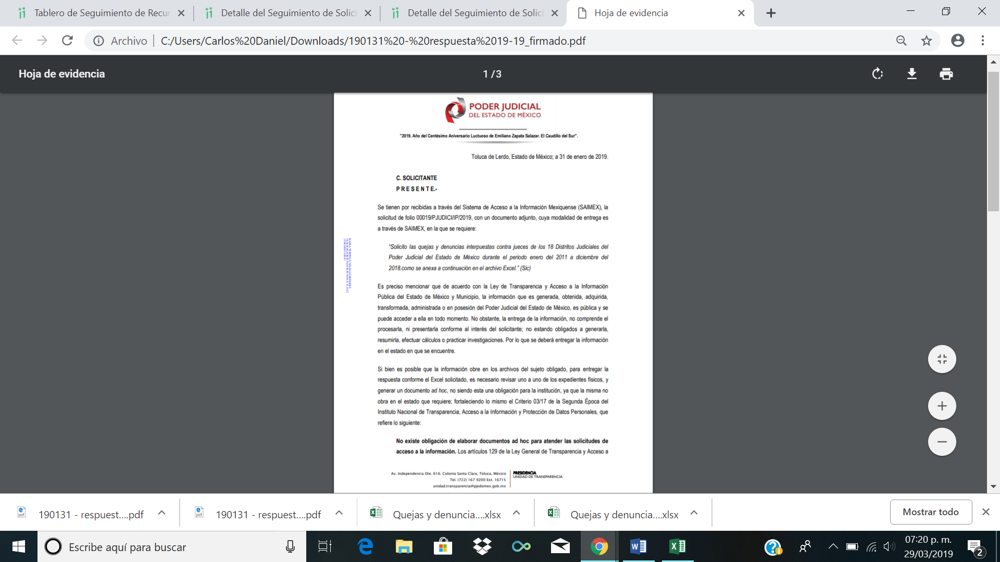 Tablero de Seguimiento de Recur
Detalle del Seguimiento de Solici
Detalle del Seguimiento de Solici
Hoja de evidencia
Archivo
C:/Users/Carlos%20Daniel/Downloads/190131%20-%20respuesta%2019-19_firmado.pdf
Hoja de evidencia
1 / 3
PODER JUDICIAL
DEL ESTADO DE MÉXICO
"2019. Año del Centésimo Aniversario Luctuoso de Emiliano Zapata Salazar. El Caudillo del Sur".
Toluca de Lerdo, Estado de México; a 31 de enero de 2019.
C. SOLICITANTE
P R E S E N T E.-
Se tienen por recibidas a través del Sistema de Acceso a la Información Mexiquense (SAIMEX), la
solicitud de folio 00019/PJUDICI/IP/2019, con un documento adjunto, cuya modalidad de entrega es
a través de SAIMEX, en la que se requiere:
“Solicito las quejas y denuncias interpuestas contra jueces de los 18 Distritos Judiciales del
Poder Judicial del Estado de México durante el periodo enero del 2011 a diciembre del
2018.como se anexa a continuación en el archivo Excel.” (Sic)
Es preciso mencionar que de acuerdo con la Ley de Transparencia y Acceso a la Información
Pública del Estado de México y Municipio, la información que es generada, obtenida, adquirida,
transformada, administrada o en posesión del Poder Judicial del Estado de México, es pública y se
puede acceder a ella en todo momento. No obstante, la entrega de la información, no comprende el
procesarla, ni presentarla conforme al interés del solicitante; no estando obligados a generarla,
resumirla, efectuar cálculos o practicar investigaciones. Por lo que se deberá entregar la información
en el estado en que se encuentre.
Si bien es posible que la información obre en los archivos del sujeto obligado, para entregar la
respuesta conforme el Excel solicitado, es necesario revisar uno a uno de los expedientes físicos, y
generar un documento ad hoc, no siendo esta una obligación para la institución, ya que la misma no
obra en el estado que requiere; fortaleciendo lo mismo el Criterio 03/17 de la Segunda Época del
Instituto Nacional de Transparencia, Acceso a la Información y Protección de Datos Personales, que
refiere lo siguiente:
No existe obligación de elaborar documentos ad hoc para atender las solicitudes de
acceso a la información. Los artículos 129 de la Ley General de Transparencia y Acceso a
Av. Independencia Ote. 616. Colonia Santa Clara, Toluca, México
Tel. (722) 167 9200 Ext. 16715
unidad.transparencia@pjedomex.gob.mx
PRESIDENCIA
UNIDAD DE TRANSPARENCIA
190131 - respuest....pdf
190131 - respuest....pdf
Quejas y denuncia....xlsx
Quejas y denuncia....xlsx
Mostrar todo
Escribe aquí para buscar
07:20 p. m.
29/03/2019
2